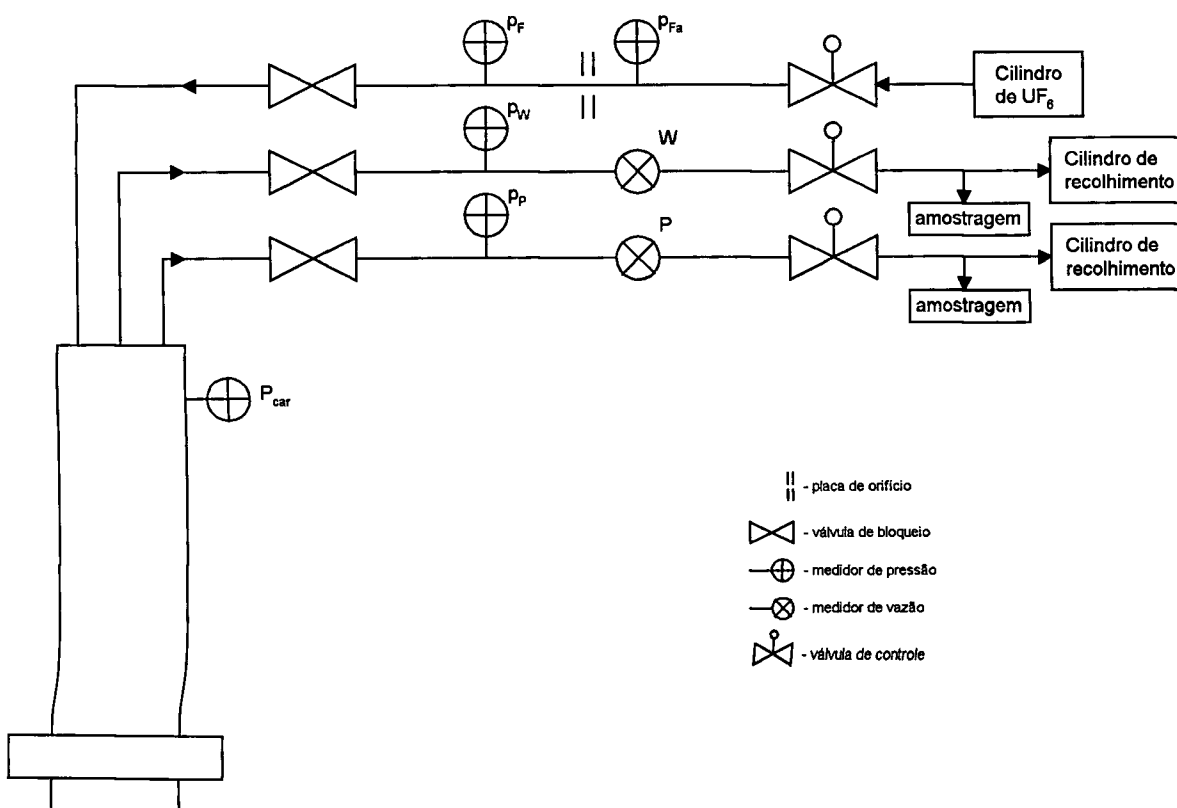 p_F
p_Fa
Cilindro
de UF₆
p_W
W
Cilindro de
recolhimento
amostragem
p_P
P
Cilindro de
recolhimento
amostragem
P_car
- placa de orifício
- válvula de bloqueio
- medidor de pressão
- medidor de vazão
- válvula de controle